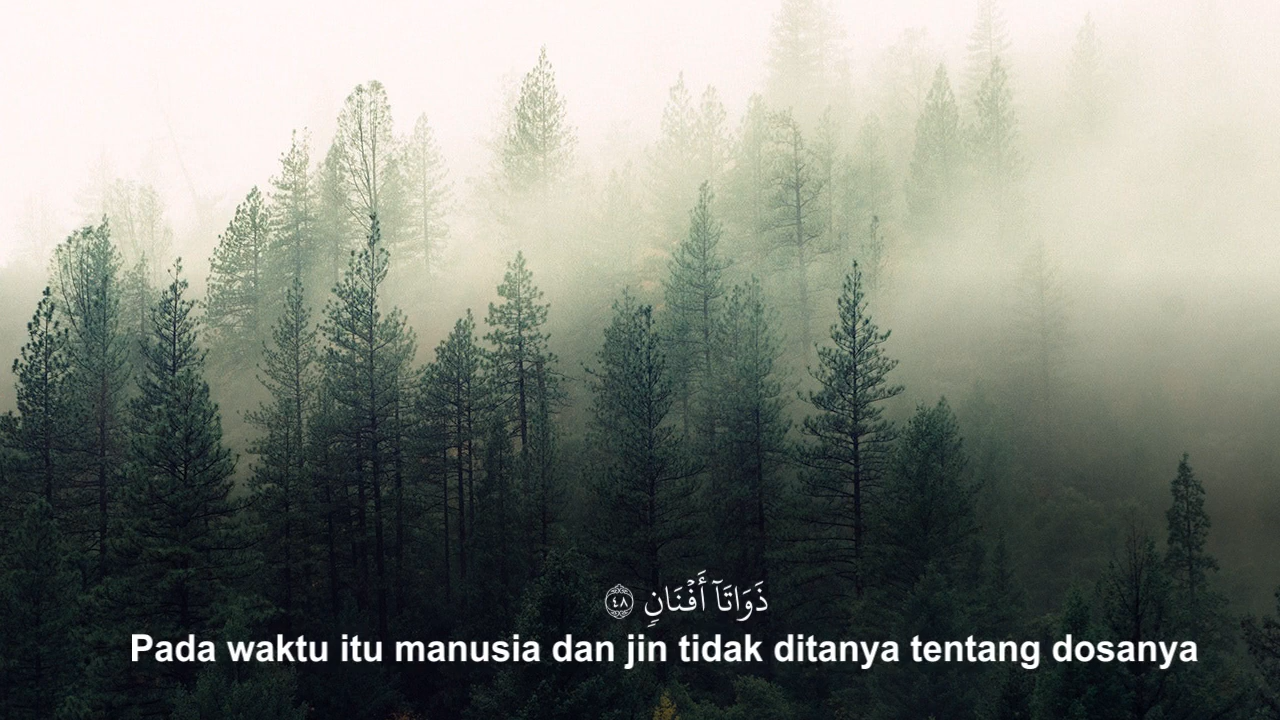 ذَوَاتَآ أَفْنَانٍ ۝٤٨
Pada waktu itu manusia dan jin tidak ditanya tentang dosanya